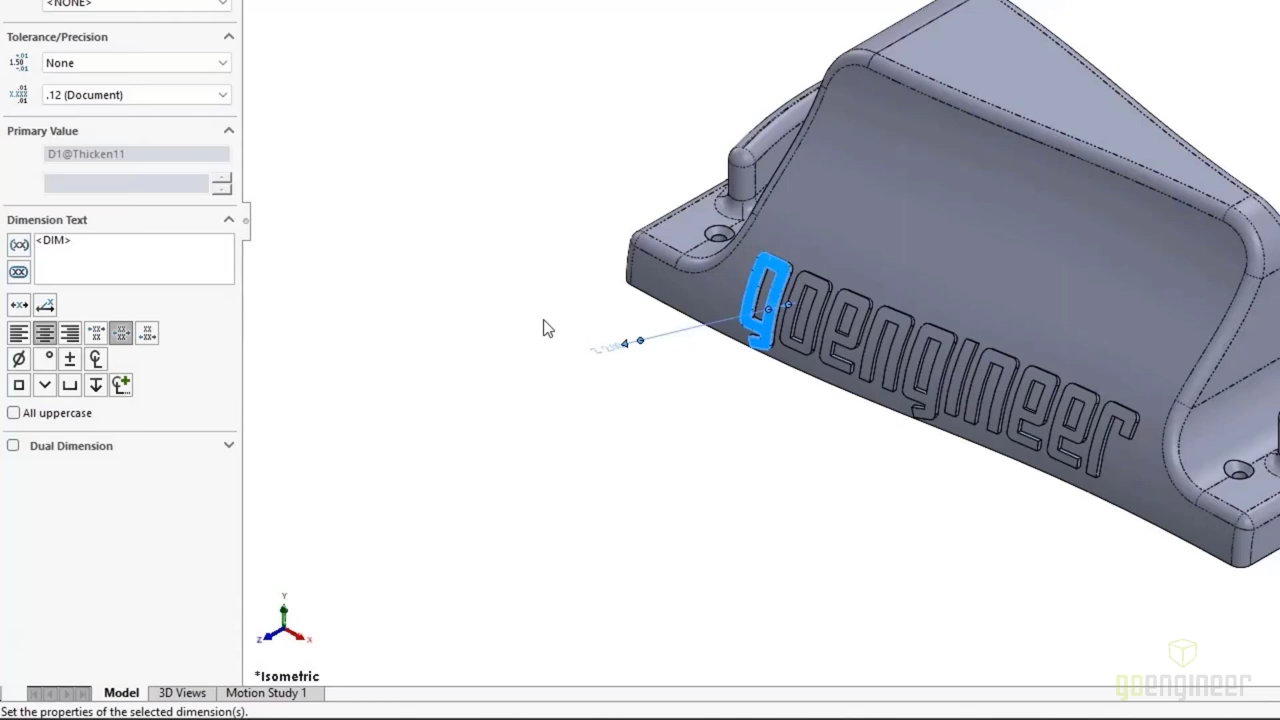 <NONE>
Tolerance/Precision
None
.12 (Document)
Primary Value
D1@Thicken11
Dimension Text
<DIM>
All uppercase
Dual Dimension
goengineer
Y
Z
X
*Isometric
goengineer
Model
3D Views
Motion Study 1
Set the properties of the selected dimension(s).